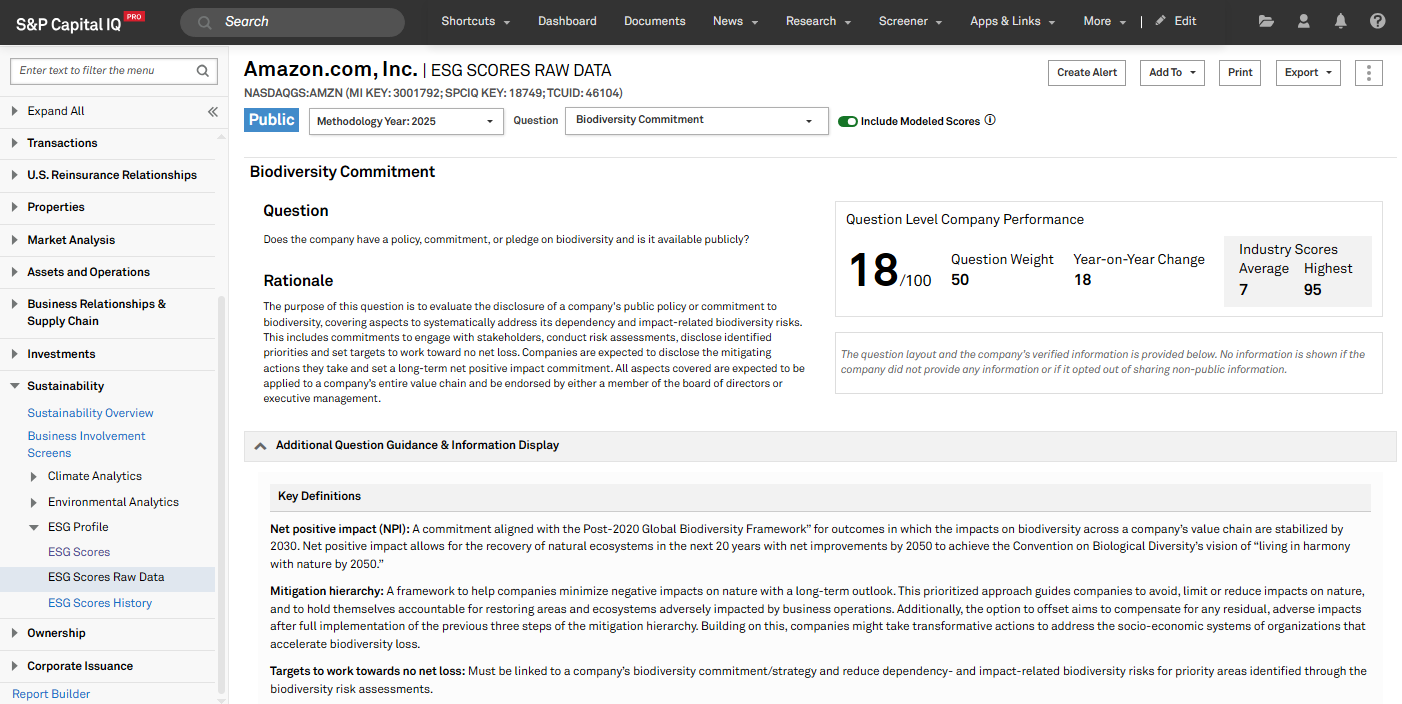 S&P Capital IQ PRO
Search
Shortcuts
Dashboard
Documents
News
Research
Screener
Apps & Links
More
Edit
Enter text to filter the menu
Expand All
Transactions
U.S. Reinsurance Relationships
Properties
Market Analysis
Assets and Operations
Business Relationships &
Supply Chain
Investments
Sustainability
Sustainability Overview
Business Involvement
Screens
Climate Analytics
Environmental Analytics
ESG Profile
ESG Scores
ESG Scores Raw Data
ESG Scores History
Ownership
Corporate Issuance
Report Builder
Amazon.com, Inc. | ESG SCORES RAW DATA
NASDAQGS:AMZN (MI KEY: 3001792; SPCIQ KEY: 18749; TCUID: 46104)
Create Alert
Add To
Print
Export
Public
Methodology Year: 2025
Question
Biodiversity Commitment
Include Modeled Scores
Biodiversity Commitment
Question
Does the company have a policy, commitment, or pledge on biodiversity and is it available publicly?
Rationale
The purpose of this question is to evaluate the disclosure of a company's public policy or commitment to
biodiversity, covering aspects to systematically address its dependency and impact-related biodiversity risks.
This includes commitments to engage with stakeholders, conduct risk assessments, disclose identified
priorities and set targets to work toward no net loss. Companies are expected to disclose the mitigating
actions they take and set a long-term net positive impact commitment. All aspects covered are expected to be
applied to a company's entire value chain and be endorsed by either a member of the board of directors or
executive management.
Question Level Company Performance
18/100
Question Weight
50
Year-on-Year Change
18
Industry Scores
Average Highest
7 95
The question layout and the company's verified information is provided below. No information is shown if the
company did not provide any information or if it opted out of sharing non-public information.
Additional Question Guidance & Information Display
Key Definitions
Net positive impact (NPI): A commitment aligned with the Post-2020 Global Biodiversity Framework” for outcomes in which the impacts on biodiversity across a company's value chain are stabilized by
2030. Net positive impact allows for the recovery of natural ecosystems in the next 20 years with net improvements by 2050 to achieve the Convention on Biological Diversity's vision of “living in harmony
with nature by 2050.”
Mitigation hierarchy: A framework to help companies minimize negative impacts on nature with a long-term outlook. This prioritized approach guides companies to avoid, limit or reduce impacts on nature,
and to hold themselves accountable for restoring areas and ecosystems adversely impacted by business operations. Additionally, the option to offset aims to compensate for any residual, adverse impacts
after full implementation of the previous three steps of the mitigation hierarchy. Building on this, companies might take transformative actions to address the socio-economic systems of organizations that
accelerate biodiversity loss.
Targets to work towards no net loss: Must be linked to a company's biodiversity commitment/strategy and reduce dependency- and impact-related biodiversity risks for priority areas identified through the
biodiversity risk assessments.